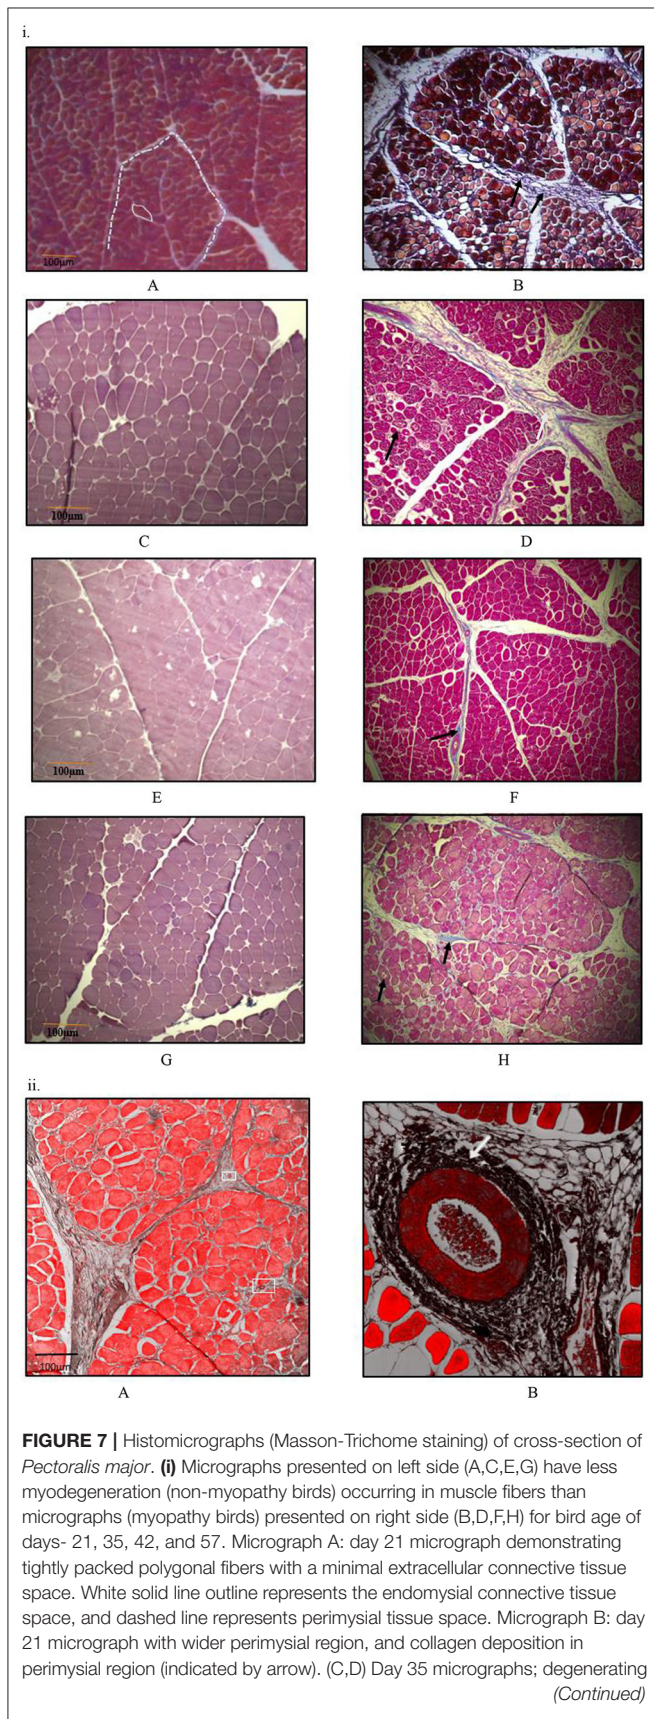 i.
100µm
A
B
100µm
C
D
100µm
E
F
100µm
G
H
ii.
100µm
A
B
FIGURE 7 | Histomicrographs (Masson-Trichome staining) of cross-section of
Pectoralis major. (i) Micrographs presented on left side (A,C,E,G) have less
myodegeneration (non-myopathy birds) occurring in muscle fibers than
micrographs (myopathy birds) presented on right side (B,D,F,H) for bird age of
days- 21, 35, 42, and 57. Micrograph A: day 21 micrograph demonstrating
tightly packed polygonal fibers with a minimal extracellular connective tissue
space. White solid line outline represents the endomysial connective tissue
space, and dashed line represents perimysial tissue space. Micrograph B: day
21 micrograph with wider perimysial region, and collagen deposition in
perimysial region (indicated by arrow). (C,D) Day 35 micrographs; degenerating
(Continued)